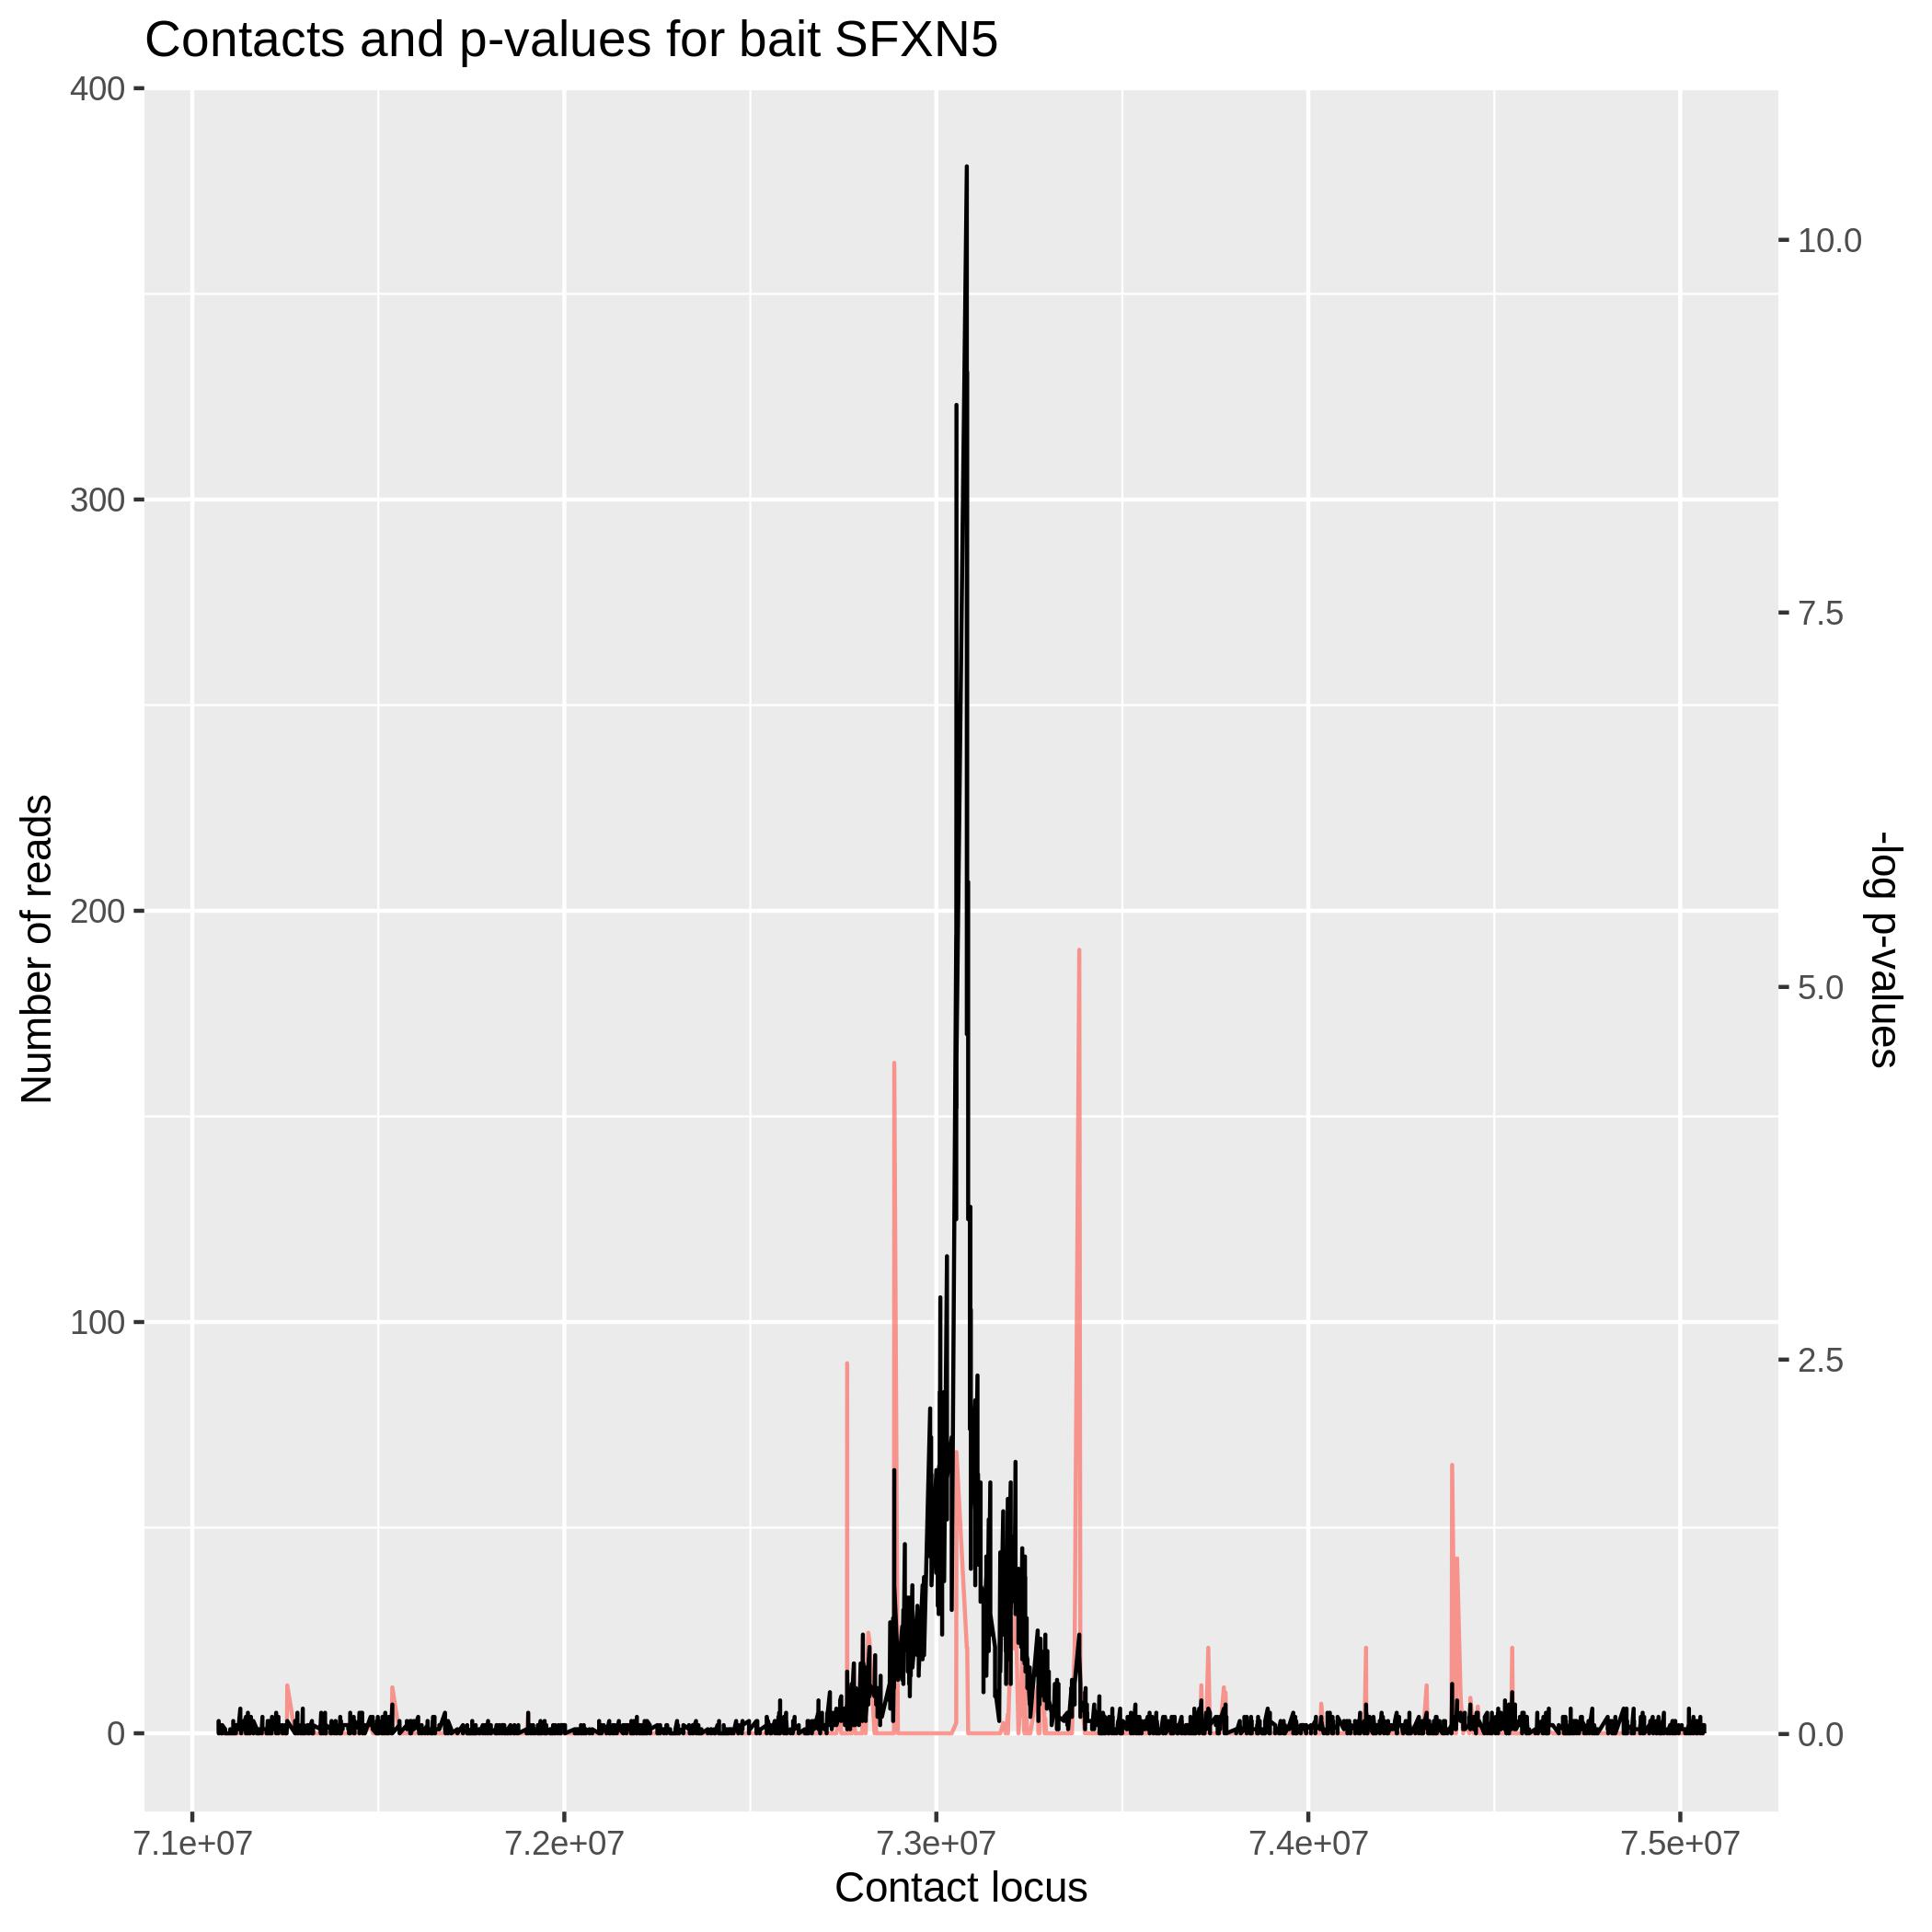 Contacts and p-values for bait SFXN5
400
300
200
100
0
Number of reads
10.0
7.5
5.0
2.5
0.0
-log p-values
7.1e+07
7.2e+07
7.3e+07
7.4e+07
7.5e+07
Contact locus